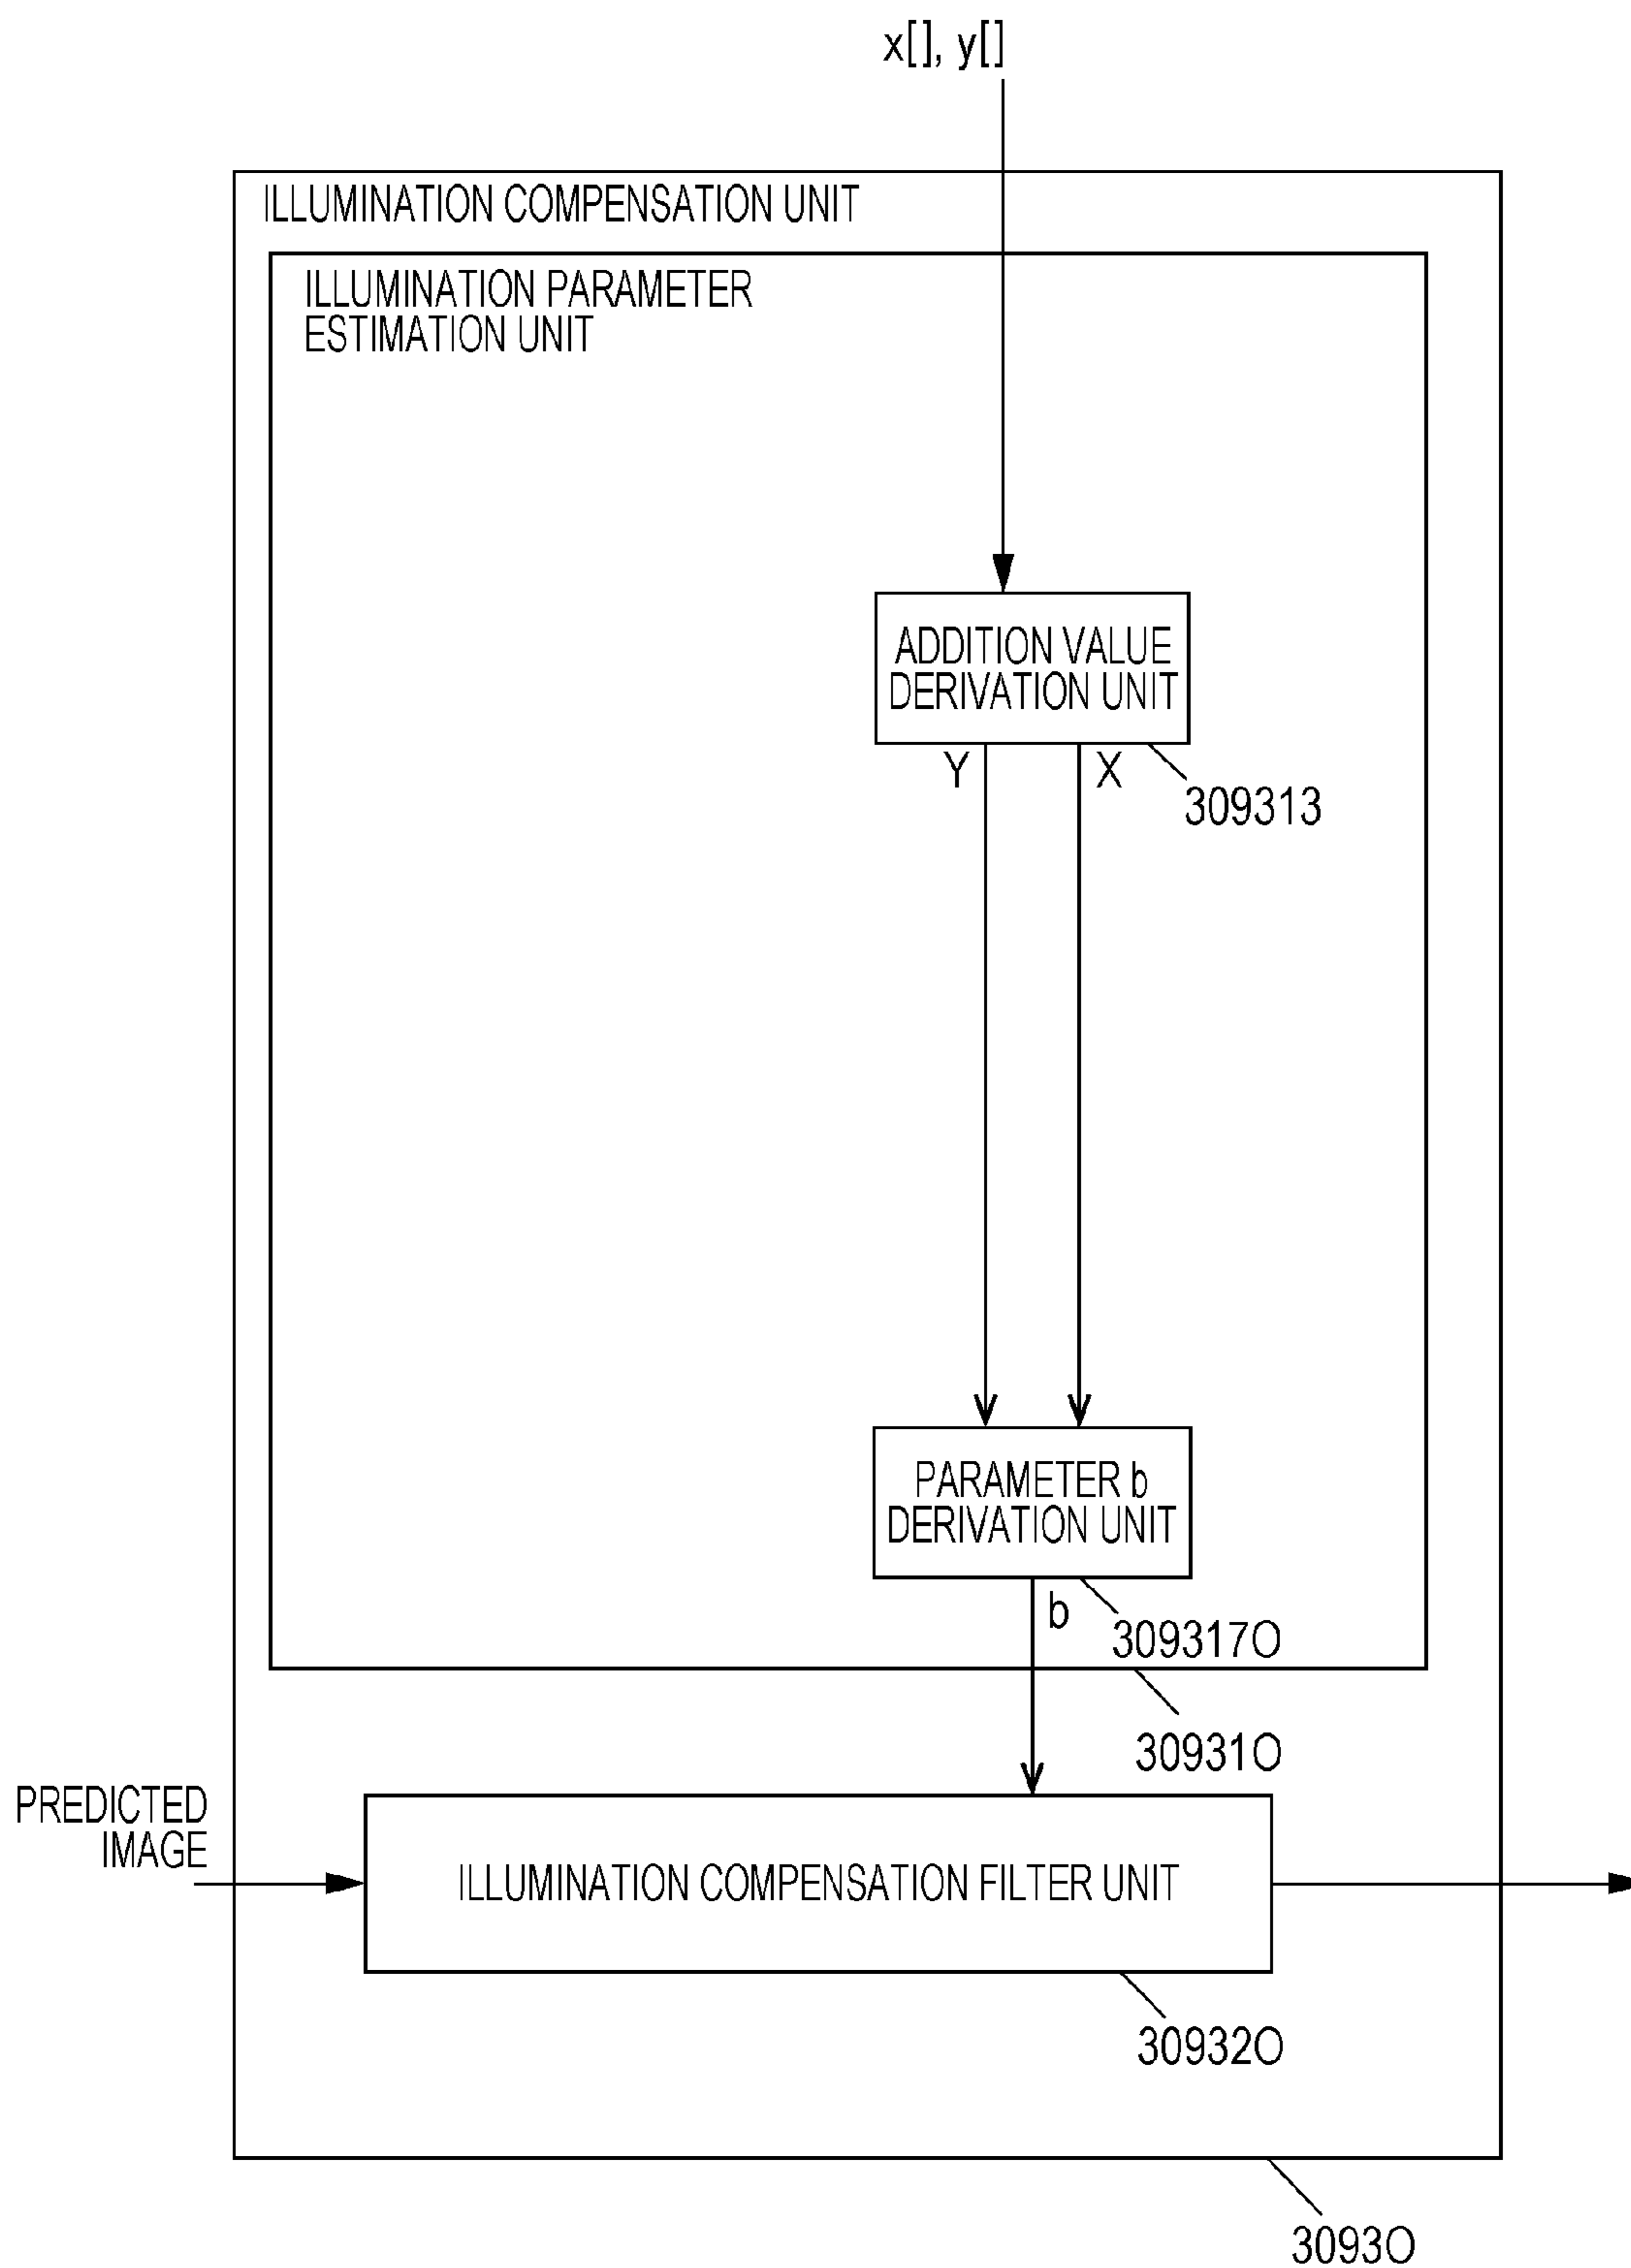 x[], y[]
ILLUMINATION COMPENSATION UNIT
ILLUMINATION PARAMETER
ESTIMATION UNIT
ADDITION VALUE
DERIVATION UNIT
Y
X
309313
PARAMETER b
DERIVATION UNIT
b
309317O
30931O
PREDICTED
IMAGE
ILLUMINATION COMPENSATION FILTER UNIT
30932O
3093O